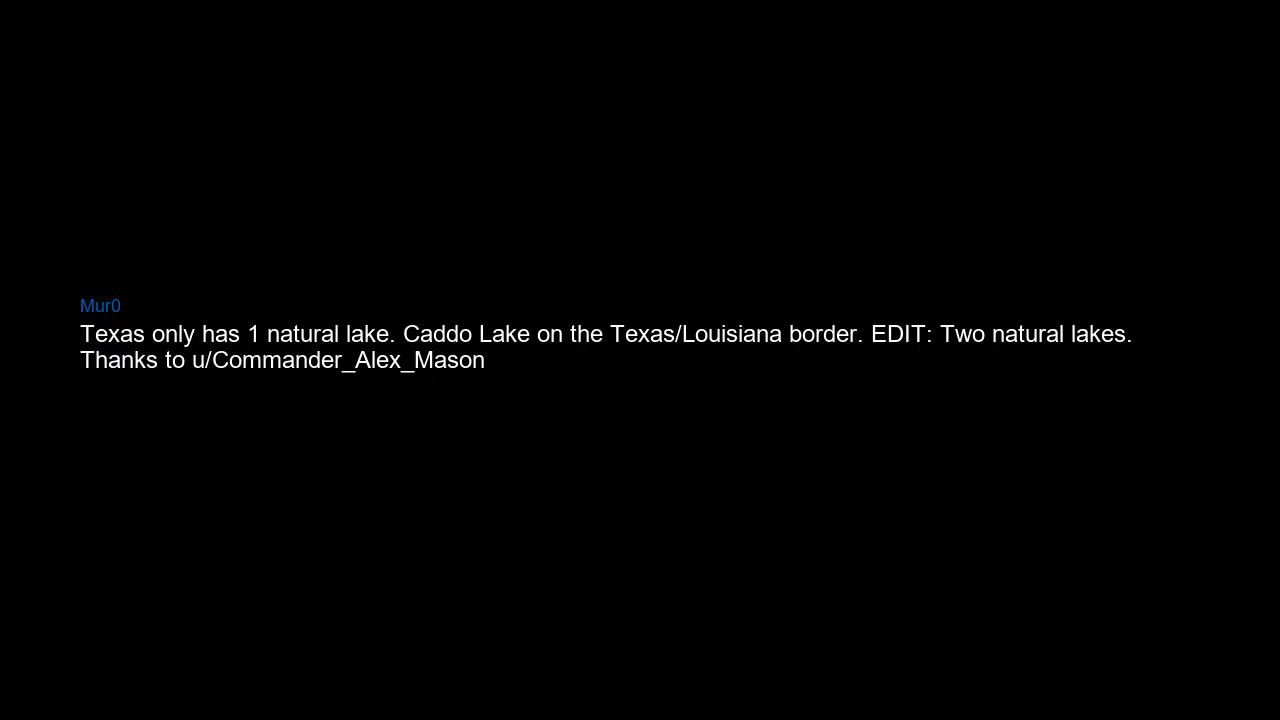 Mur0
Texas only has 1 natural lake. Caddo Lake on the Texas/Louisiana border. EDIT: Two natural lakes.
Thanks to u/Commander_Alex_Mason